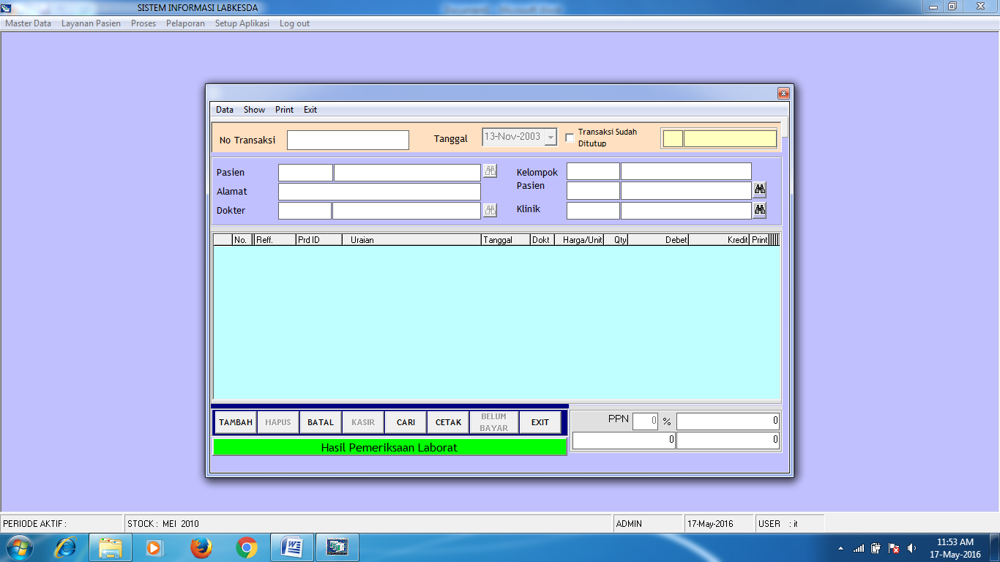 SISTEM INFORMASI LABKESDA
Master Data Layanan Pasien Proses Pelaporan Setup Aplikasi Log out
Data Show Print Exit
No Transaksi Tanggal 13-Nov-2003 Transaksi Sudah
Ditutup
Pasien Kelompok
Pasien
Alamat
Dokter Klinik
No. Reff. Prd ID Uraian Tanggal Dokt Harga/Unit Qty Debet Kredit Print
TAMBAH HAPUS BATAL KASIR CARI CETAK BELUM BAYAR EXIT
PPN 0 % 0
0 0
Hasil Pemeriksaan Laborat
PERIODE AKTIF : STOCK : MEI 2010 ADMIN 17-May-2016 USER : it
11:53 AM
17-May-2016